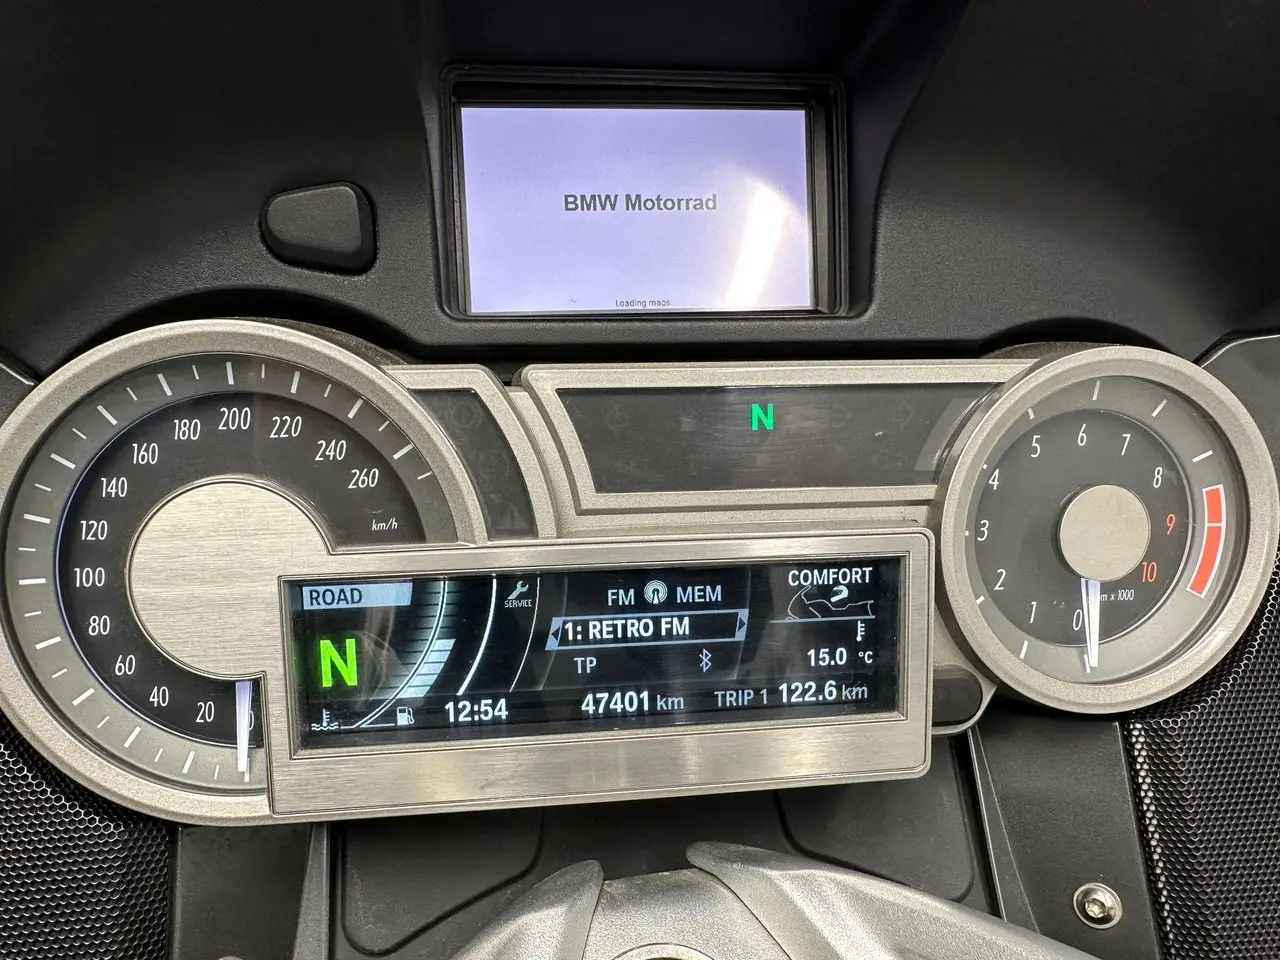 BMW Motorrad
Loading maps.
0 20 40 60 80 100 120 140 160 180 200 220 240 260
km/h
N
0 1 2 3 4 5 6 7 8 9 10
m x 1000
ROAD
N
SERVICE
FM MEM
1: RETRO FM
TP
COMFORT
15.0 °C
12:54
47401 km
TRIP 1 122.6 km